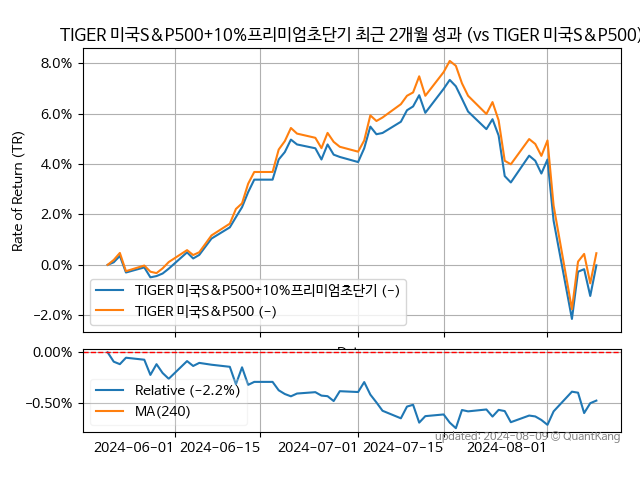 TIGER 미국S&P500+10%프리미엄초단기 최근 2개월 성과 (vs TIGER 미국S&P500)
Rate of Return (TR)
8.0%
6.0%
4.0%
2.0%
0.0%
−2.0%
TIGER 미국S&P500+10%프리미엄초단기 (-)
TIGER 미국S&P500 (-)
0.00%
−0.50%
Relative (-2.2%)
MA(240)
updated: 2024-08-09 © QuantKang
2024-06-01 2024-06-15 2024-07-01 2024-07-15 2024-08-01